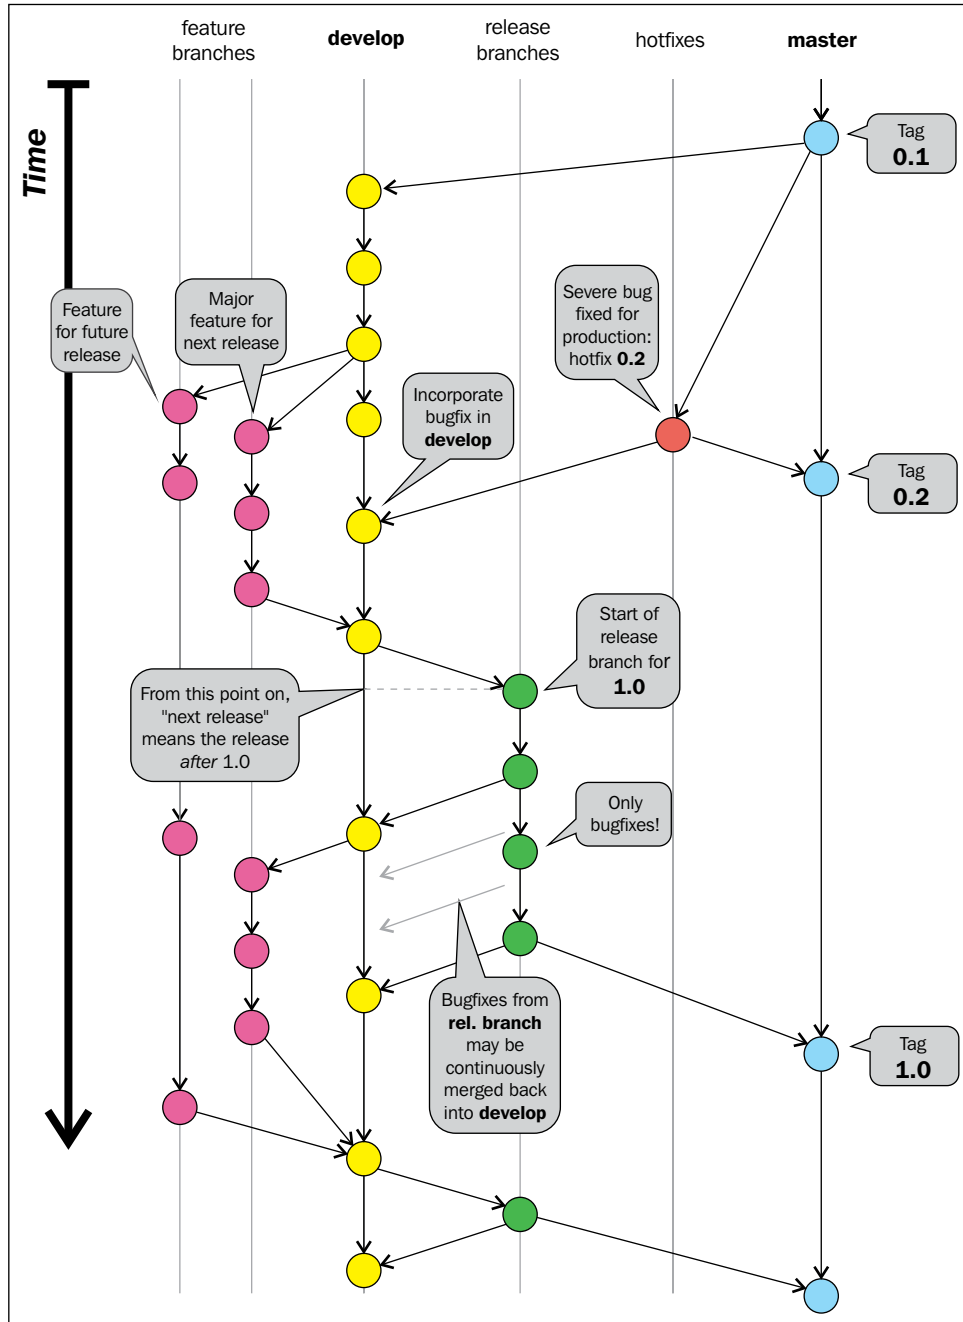 feature
branches
develop
release
branches
hotfixes
master
Time
Tag
0.1
Feature
for future
release
Major
feature for
next release
Severe bug
fixed for
production:
hotfix 0.2
Incorporate
bugfix in
develop
Tag
0.2
Start of
release
branch for
1.0
From this point on,
"next release"
means the release
after 1.0
Only
bugfixes!
Bugfixes from
rel. branch
may be
continuously
merged back
into develop
Tag
1.0